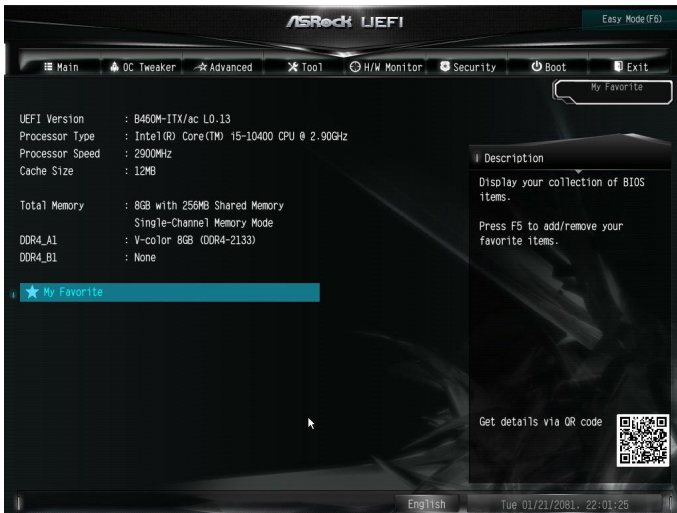 ASRock UEFI
Easy Mode(F6)
Main OC Tweaker Advanced Tool H/W Monitor Security Boot Exit
My Favorite
UEFI Version : B460M-ITX/ac L0.13
Processor Type : Intel(R) Core(TM) i5-10400 CPU @ 2.90GHz
Processor Speed : 2900MHz
Cache Size : 12MB
Total Memory : 8GB with 256MB Shared Memory
Single-Channel Memory Mode
DDR4_A1 : V-color 8GB (DDR4-2133)
DDR4_B1 : None
My Favorite
Description
Display your collection of BIOS
items.
Press F5 to add/remove your
favorite items.
Get details via QR code
English Tue 01/21/2081, 22:01:25